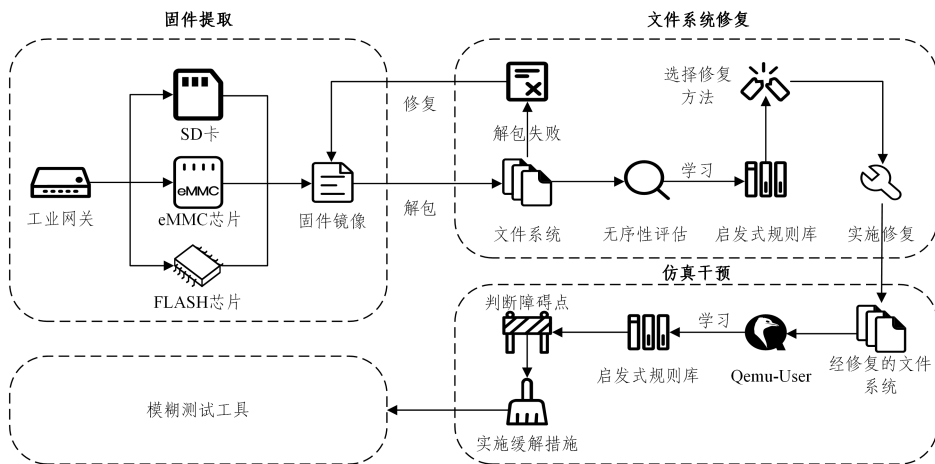 固件提取
SD卡
工业网关
eMMC
eMMC芯片
固件镜像
FLASH芯片
修复
解包
文件系统修复
解包失败
选择修复
方法
学习
文件系统
无序性评估
启发式规则库
实施修复
仿真干预
判断障碍点
学习
启发式规则库
Qemu-User
经修复的文件
系统
实施缓解措施
模糊测试工具